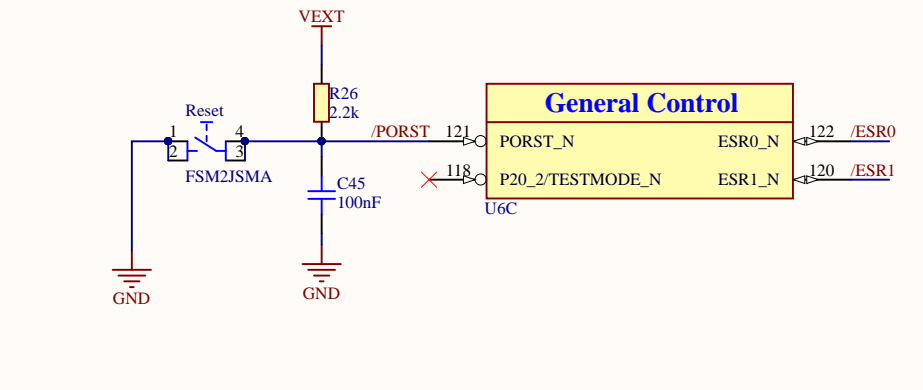 VEXT
R26
2.2k
Reset
1
2
4
3
FSM2JSMA
/PORST
121
118
C45
100nF
GND
GND
General Control
PORST_N
ESR0_N
P20_2/TESTMODE_N
ESR1_N
U6C
122
/ESR0
120
/ESR1